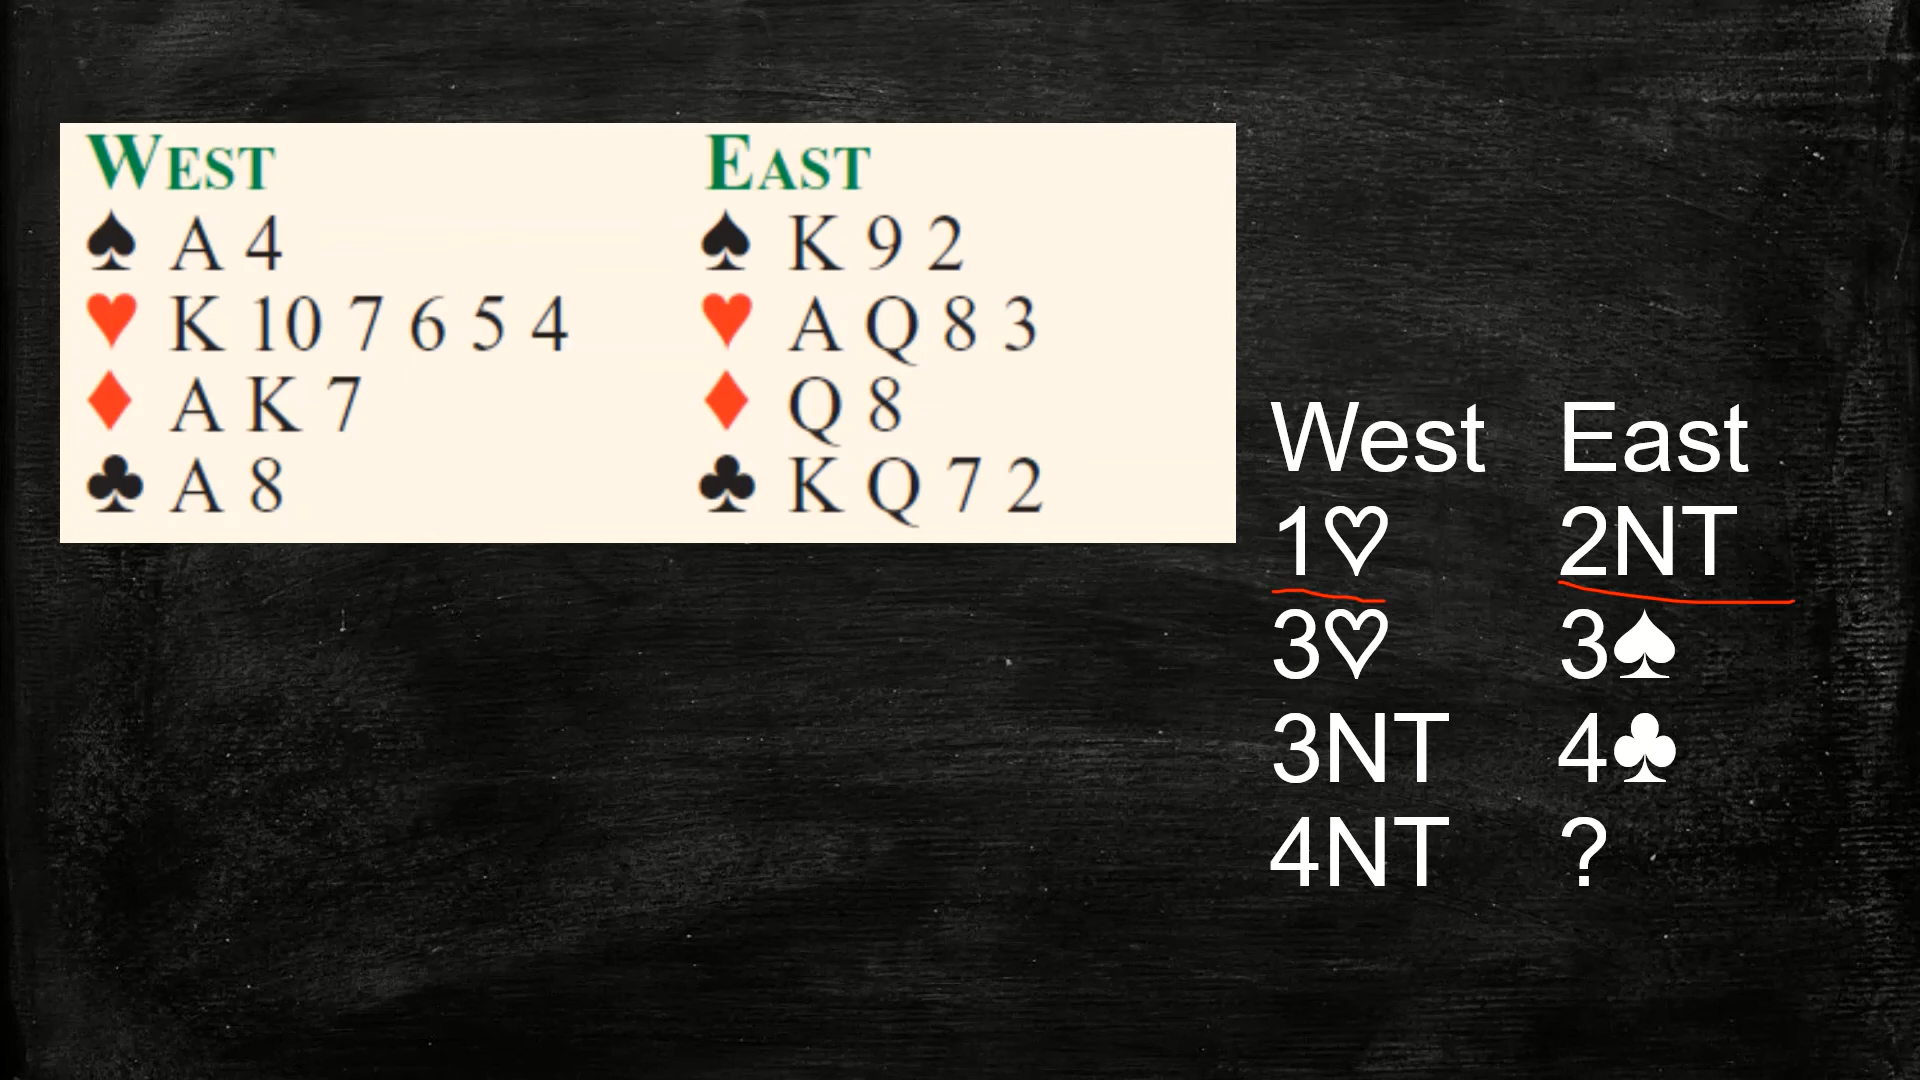 WEST EAST
♠ A 4 ♠ K 9 2
♥ K 10 7 6 5 4 ♥ A Q 8 3
♦ A K 7 ♦ Q 8
♣ A 8 ♣ K Q 7 2
West East
1♡ 2NT
3♡ 3♠
3NT 4♣
4NT ?